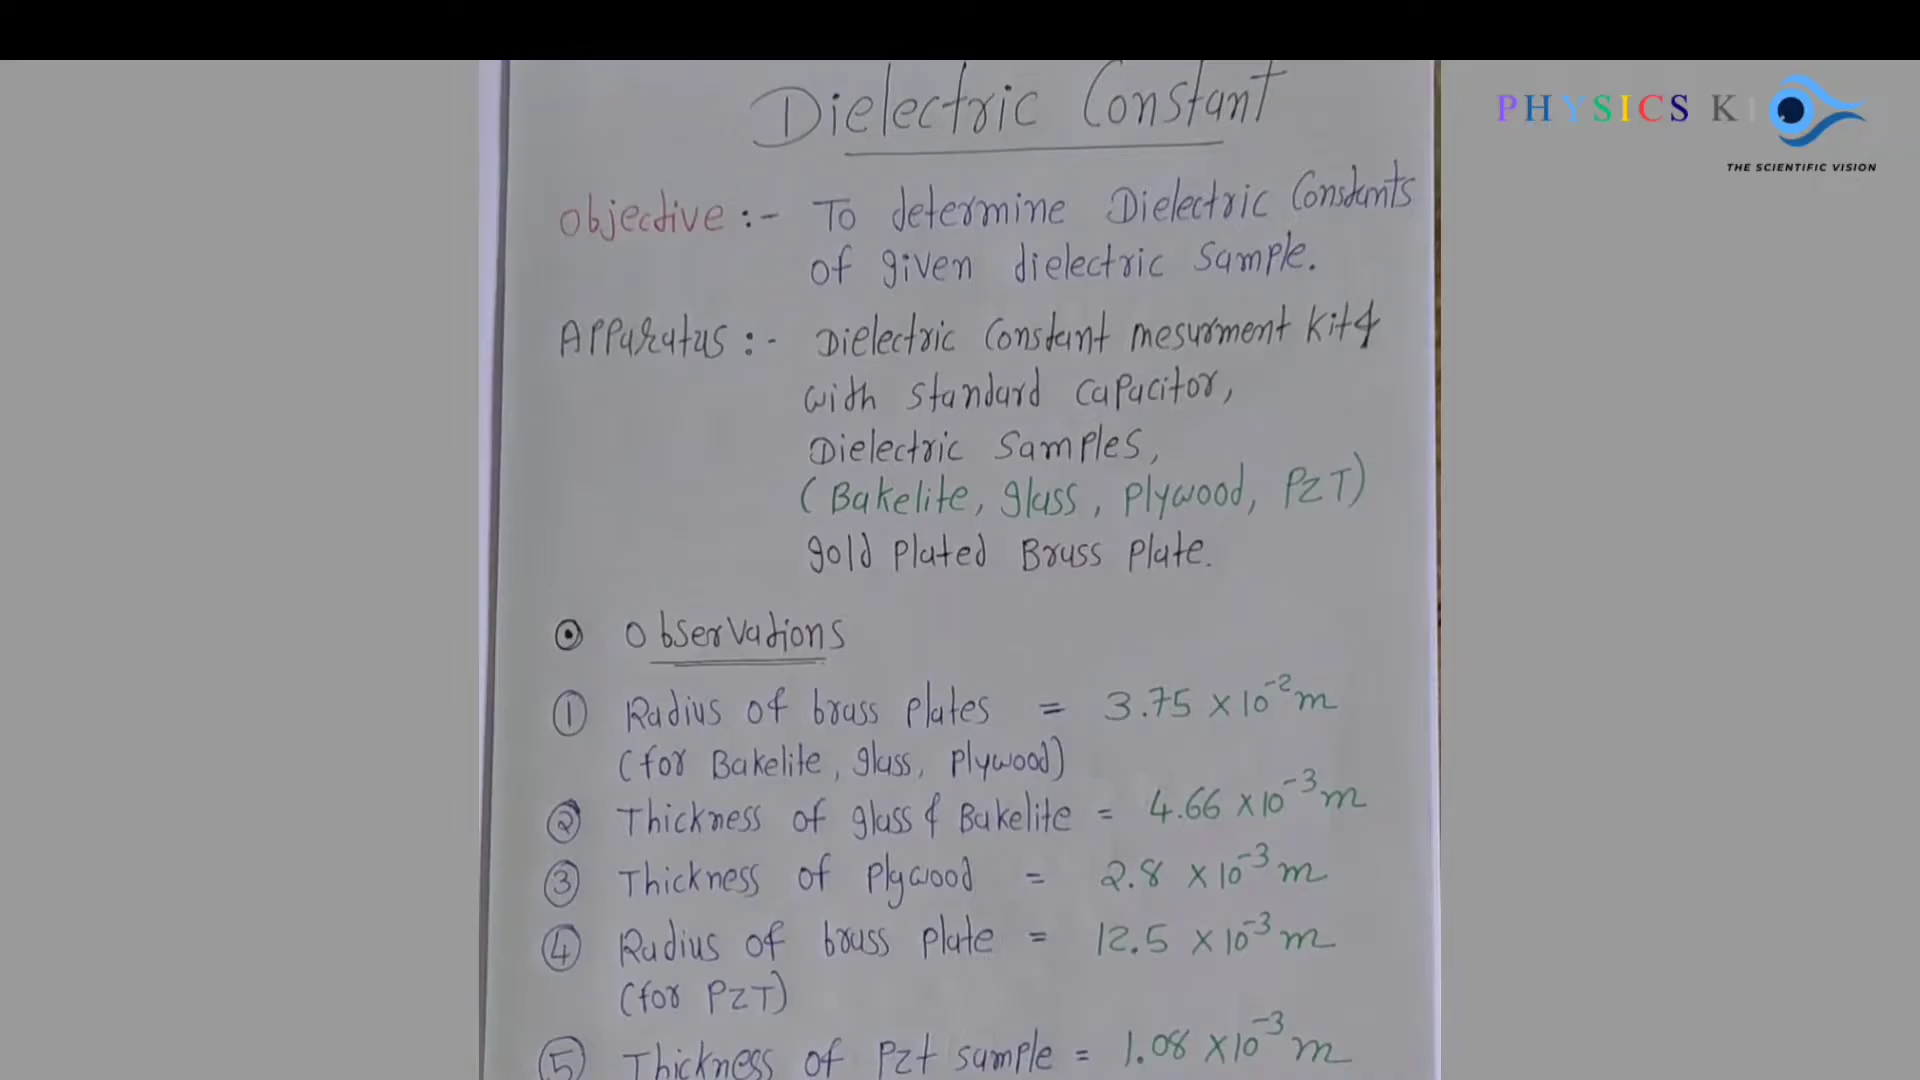 Dielectric Constant
PHYSICS K
THE SCIENTIFIC VISION
Objective :- To determine Dielectric Constants
of given dielectric sample.
Apparatus :- Dielectric Constant mesurment kit &
with standard capacitor,
Dielectric samples,
(Bakelite, glass, plywood, PZT)
gold plated Brass plate.
⊙ Observations
① Radius of brass plates = 3.75 × 10⁻² m
(for Bakelite, glass, plywood)
② Thickness of glass & Bakelite = 4.66 × 10⁻³ m
③ Thickness of plywood = 2.8 × 10⁻³ m
④ Radius of brass plate = 12.5 × 10⁻³ m
(for PZT)
⑤ Thickness of Pzt sample = 1.08 × 10⁻³ m